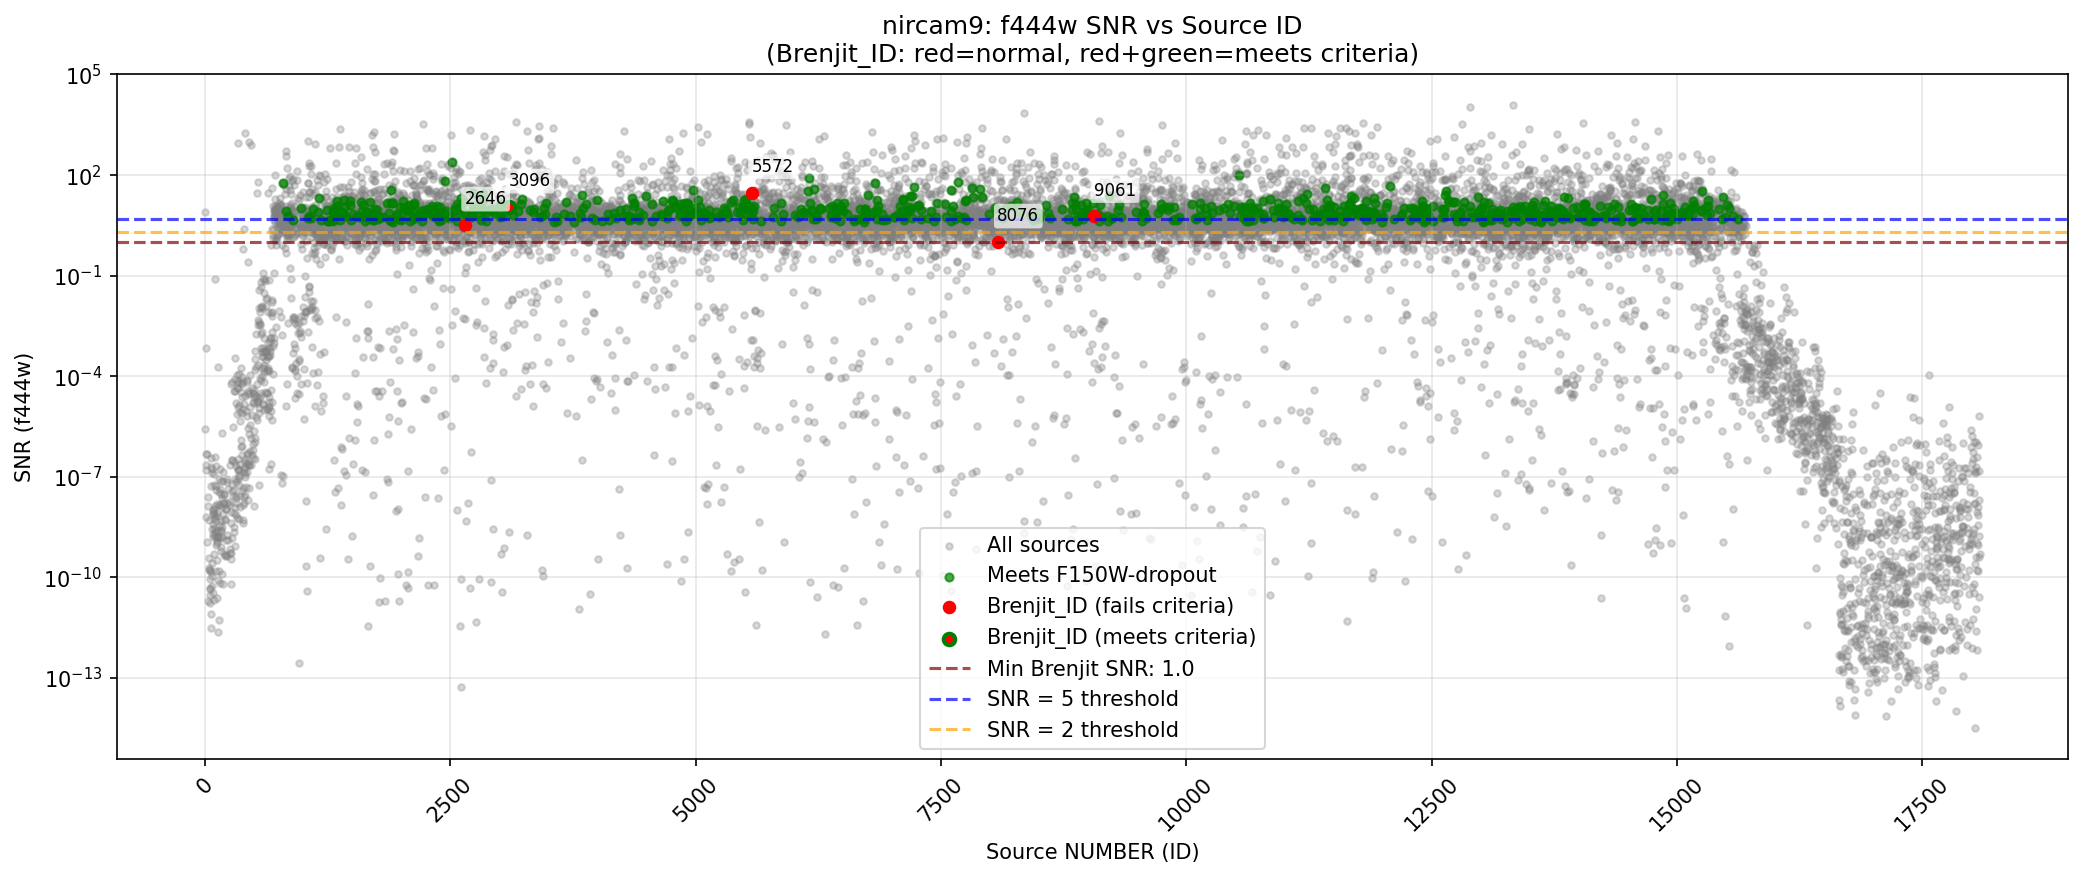 nircam9: f444w SNR vs Source ID
(Brenjit_ID: red=normal, red+green=meets criteria)
SNR (f444w)
10^5
10^2
10^-1
10^-4
10^-7
10^-10
10^-13
2646
3096
5572
8076
9061
All sources
Meets F150W-dropout
Brenjit_ID (fails criteria)
Brenjit_ID (meets criteria)
Min Brenjit SNR: 1.0
SNR = 5 threshold
SNR = 2 threshold
0
2500
5000
7500
10000
12500
15000
17500
Source NUMBER (ID)